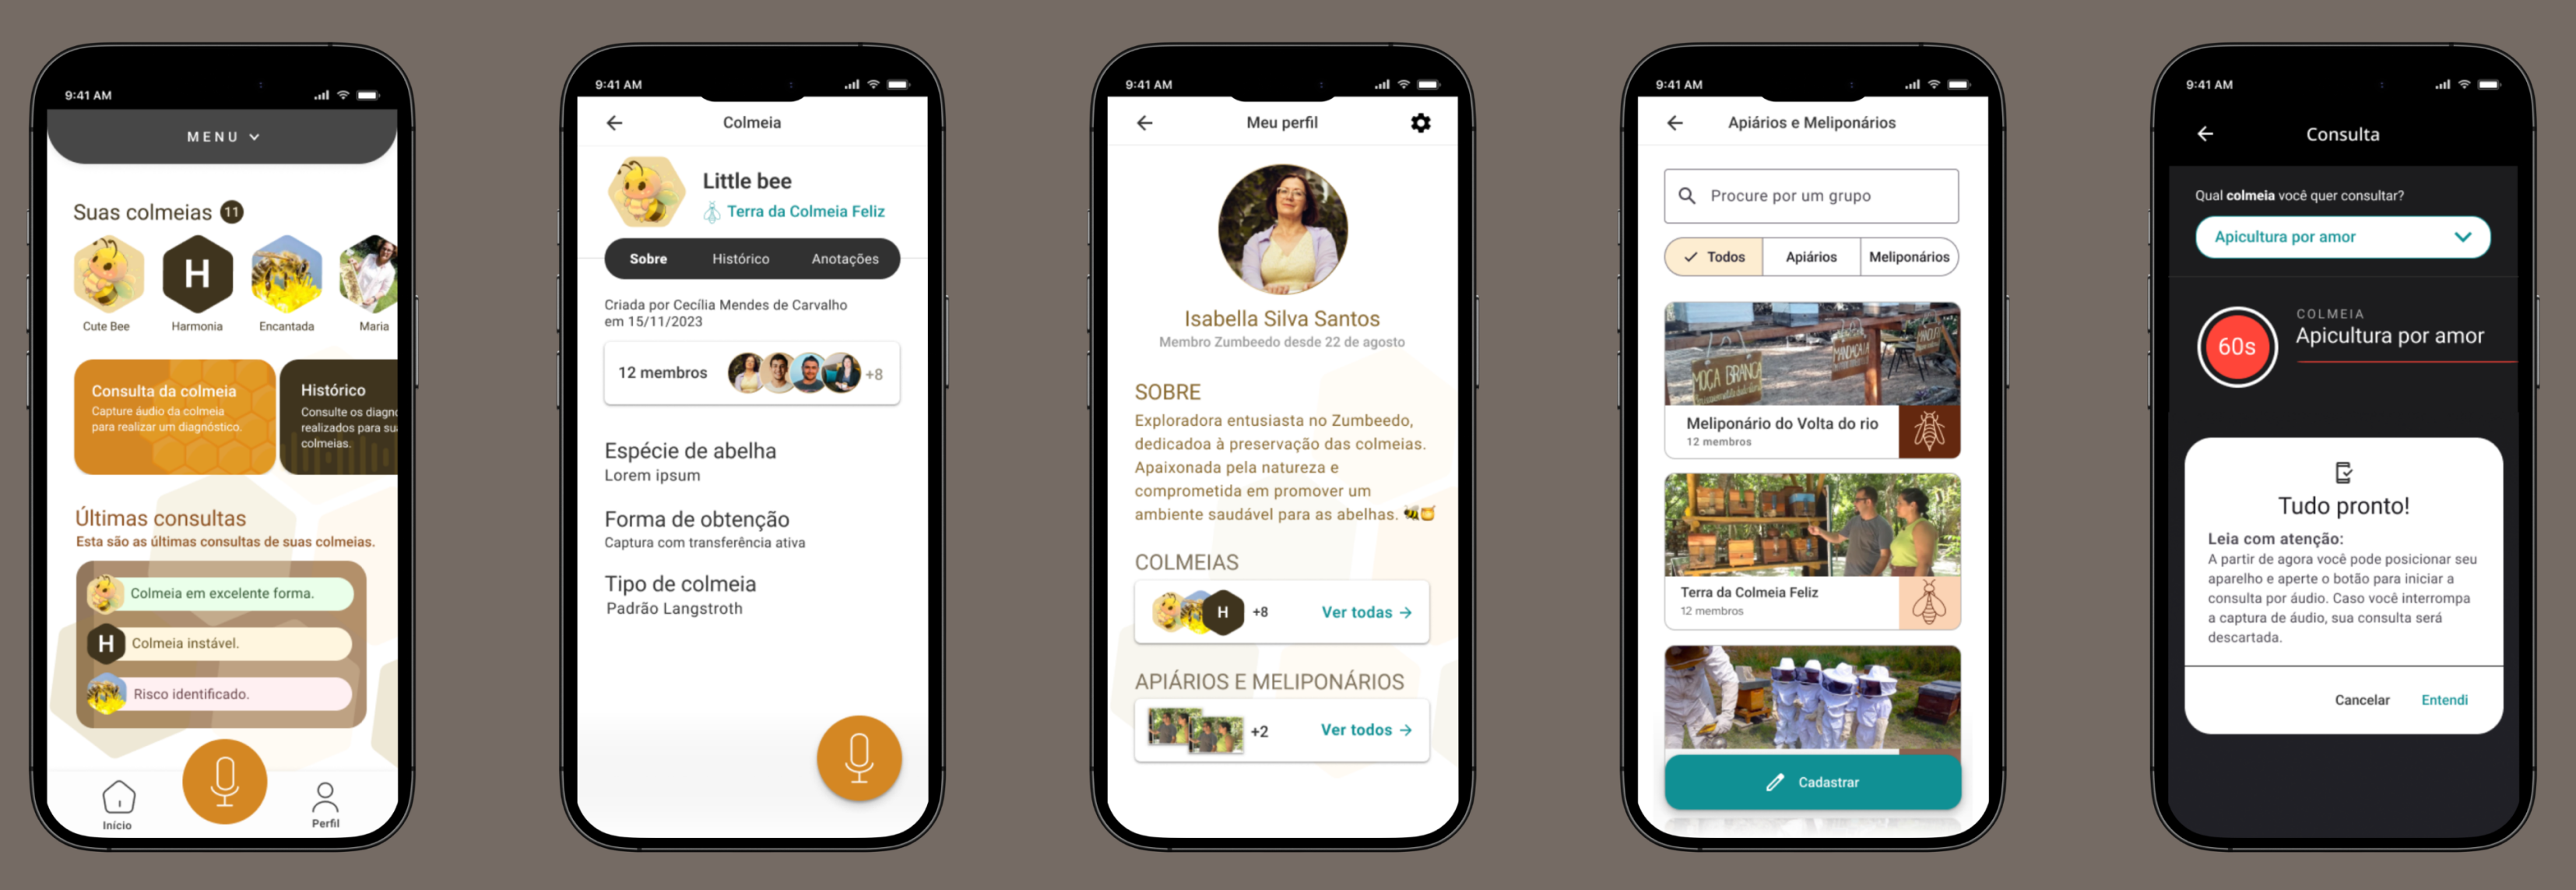 9:41 AM
MENU
Suas colmeias 11
H
Cute Bee Harmonia Encantada Maria
Consulta da colmeia
Capture áudio da colmeia
para realizar um diagnóstico.
Histórico
Consulte os diagnó
realizados para su
colmeias.
Últimas consultas
Esta são as últimas consultas de suas colmeias.
Colmeia em excelente forma.
H Colmeia instável.
Risco identificado.
Início
Perfil
9:41 AM
Colmeia
Little bee
Terra da Colmeia Feliz
Sobre Histórico Anotações
Criada por Cecília Mendes de Carvalho
em 15/11/2023
12 membros +8
Espécie de abelha
Lorem ipsum
Forma de obtenção
Captura com transferência ativa
Tipo de colmeia
Padrão Langstroth
9:41 AM
Meu perfil
Isabella Silva Santos
Membro Zumbeedo desde 22 de agosto
SOBRE
Exploradora entusiasta no Zumbeedo,
dedicadoa à preservação das colmeias.
Apaixonada pela natureza e
comprometida em promover um
ambiente saudável para as abelhas. 🐝🍯
COLMEIAS
H +8 Ver todas →
APIÁRIOS E MELIPONÁRIOS
+2 Ver todos →
9:41 AM
Apiários e Meliponários
Procure por um grupo
Todos Apiários Meliponários
MOÇA BRANCA
MANDAÇAIA
Meliponário do Volta do rio
12 membros
Terra da Colmeia Feliz
12 membros
Cadastrar
9:41 AM
Consulta
Qual colmeia você quer consultar?
Apicultura por amor
60s
COLMEIA
Apicultura por amor
Tudo pronto!
Leia com atenção:
A partir de agora você pode posicionar seu
aparelho e aperte o botão para iniciar a
consulta por áudio. Caso você interrompa
a captura de áudio, sua consulta será
descartada.
Cancelar Entendi